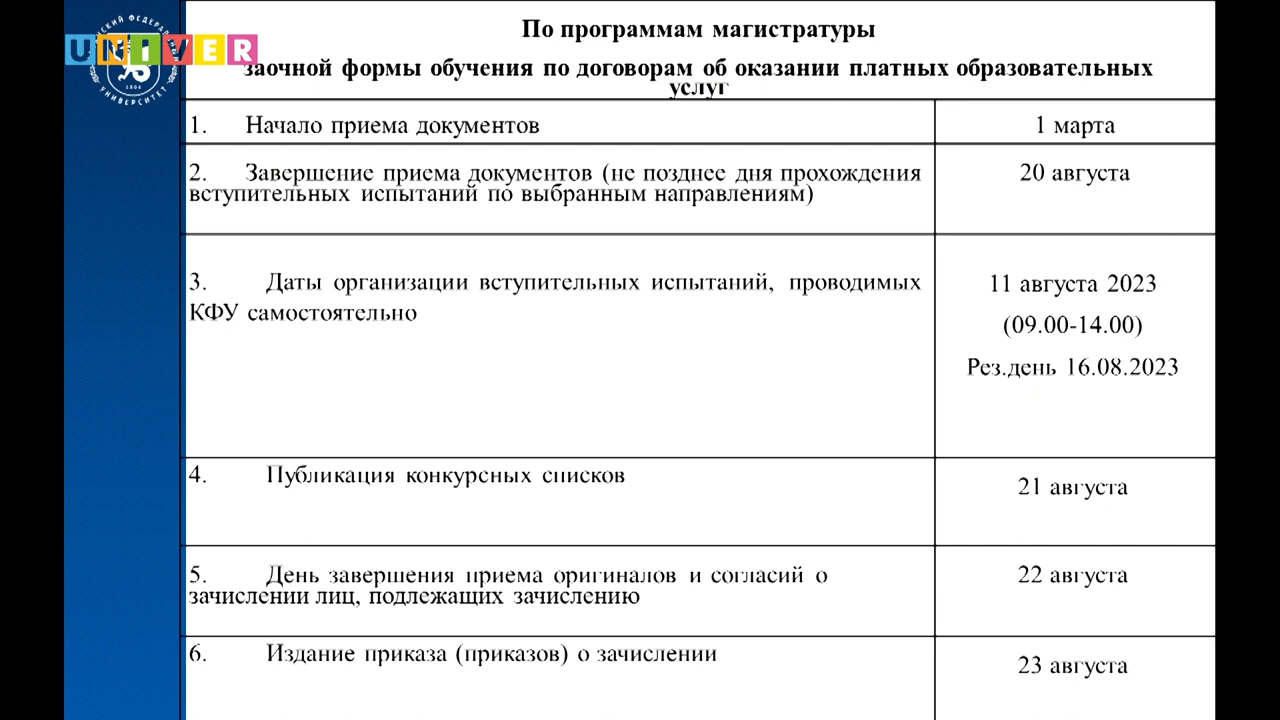 UNIVER
1804
УНИВЕРСИТЕТ
По программам магистратуры
заочной формы обучения по договорам об оказании платных образовательных
услуг
1. Начало приема документов
1 марта
2. Завершение приема документов (не позднее дня прохождения
вступительных испытаний по выбранным направлениям)
20 августа
3. Даты организации вступительных испытаний, проводимых
КФУ самостоятельно
11 августа 2023
(09.00-14.00)
Рез.день 16.08.2023
4. Публикация конкурсных списков
21 августа
5. День завершения приема оригиналов и согласий о
зачислении лиц, подлежащих зачислению
22 августа
6. Издание приказа (приказов) о зачислении
23 августа